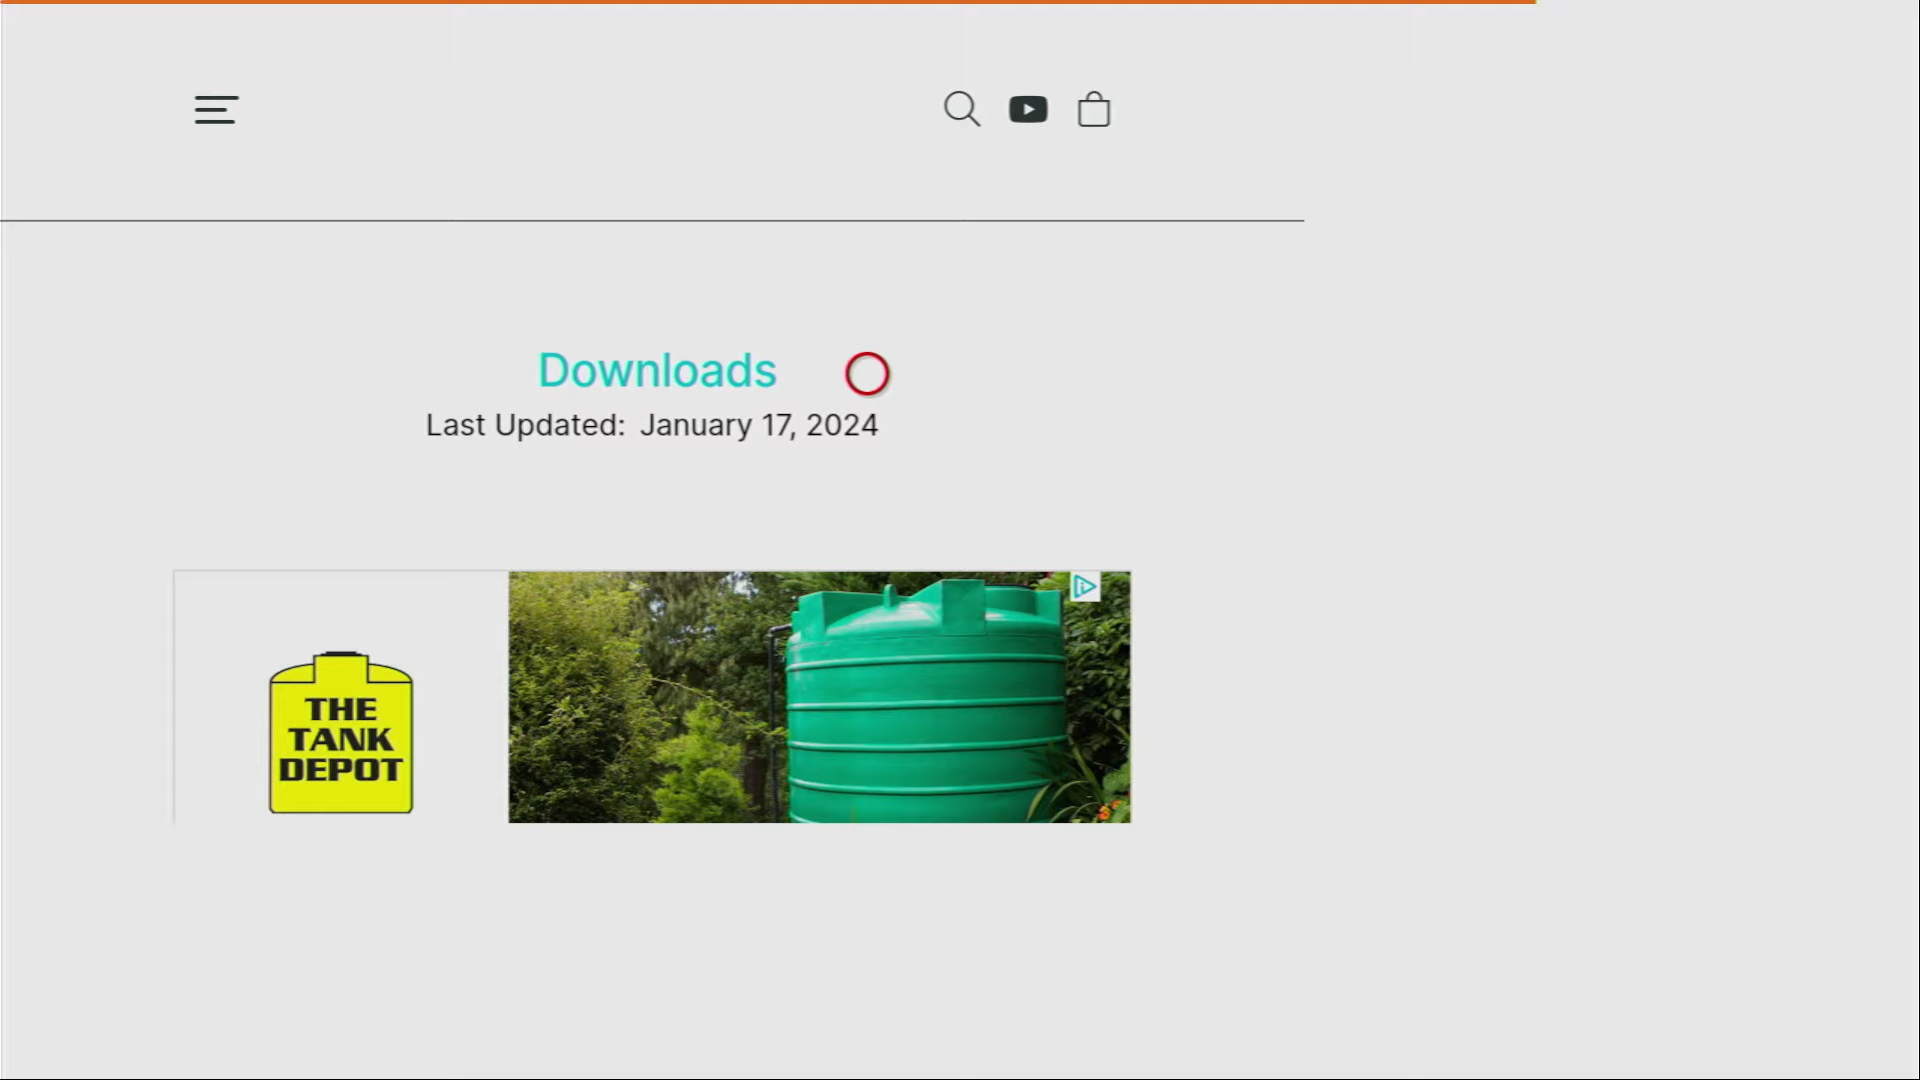 Downloads
Last Updated: January 17, 2024
THE
TANK
DEPOT